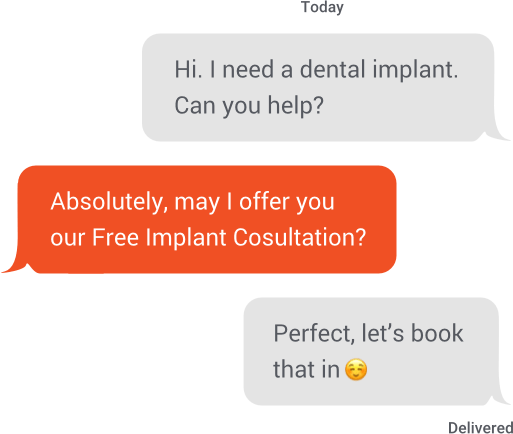 Today
Hi. I need a dental implant.
Can you help?
Absolutely, may I offer you
our Free Implant Cosultation?
Perfect, let’s book
that in ☺️
Delivered